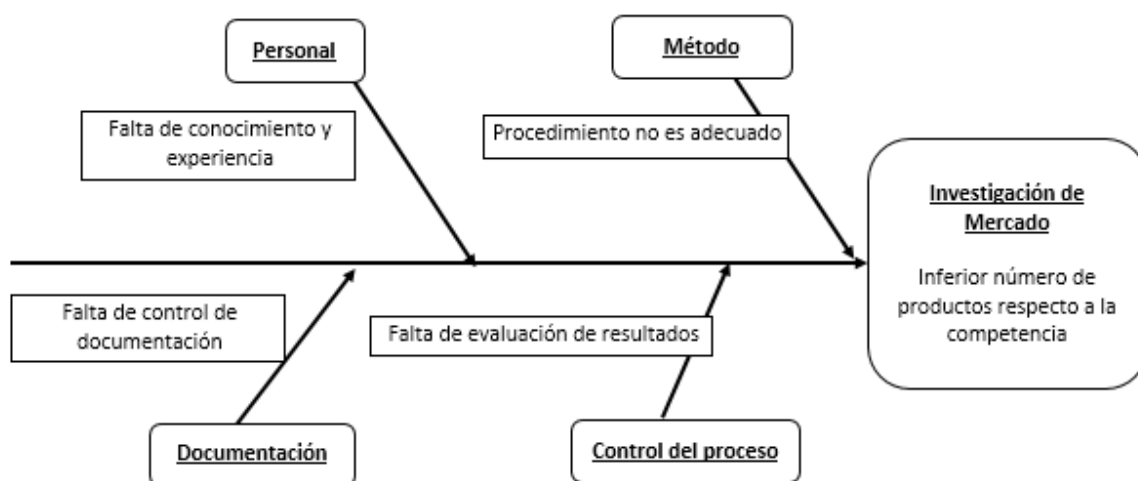 Personal
Método
Falta de conocimiento y
experiencia
Procedimiento no es adecuado
Investigación de
Mercado
Inferior número de
productos respecto a la
competencia
Falta de control de
documentación
Falta de evaluación de resultados
Documentación
Control del proceso